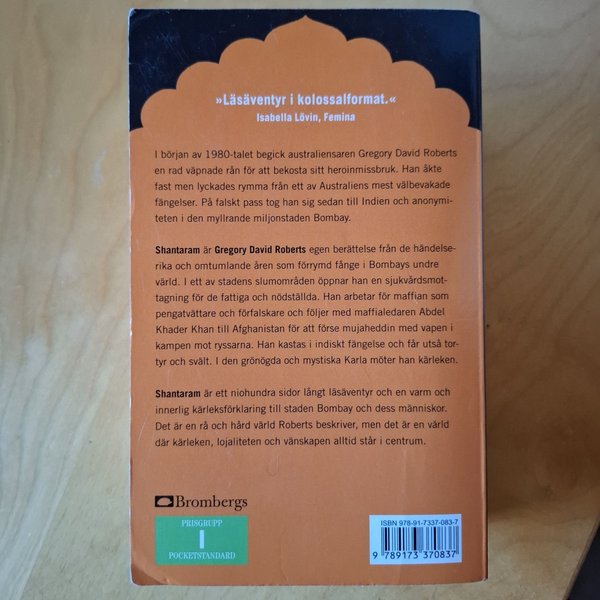 »Läsäventyr i kolossalformat.«
Isabella Lövin, Femina
I början av 1980-talet begick australiensaren Gregory David Roberts
en rad väpnade rån för att bekosta sitt heroinmissbruk. Han åkte
fast men lyckades rymma från ett av Australiens mest välbevakade
fängelser. På falskt pass tog han sig sedan till Indien och anonymi-
teten i den myllrande miljonstaden Bombay.
Shantaram är Gregory David Roberts egen berättelse från de händelse-
rika och omtumlande åren som förrymd fånge i Bombays undre
värld. I ett av stadens slumområden öppnar han en sjukvårdsmot-
tagning för de fattiga och nödställda. Han arbetar för maffian som
pengatvättare och förfalskare och följer med maffialedaren Abdel
Khader Khan till Afghanistan för att förse mujaheddin med vapen i
kampen mot ryssarna. Han kastas i indiskt fängelse och får utså tor-
tyr och svält. I den grönögda och mystiska Karla möter han kärleken.
Shantaram är ett niohundra sidor långt läsäventyr och en varm och
innerlig kärleksförklaring till staden Bombay och dess människor.
Det är en rå och hård värld Roberts beskriver, men det är en värld
där kärleken, lojaliteten och vänskapen alltid står i centrum.
Brombergs
PRISGRUPP
I
POCKETSTANDARD
ISBN 978-91-7337-083-7
9 789173 370837